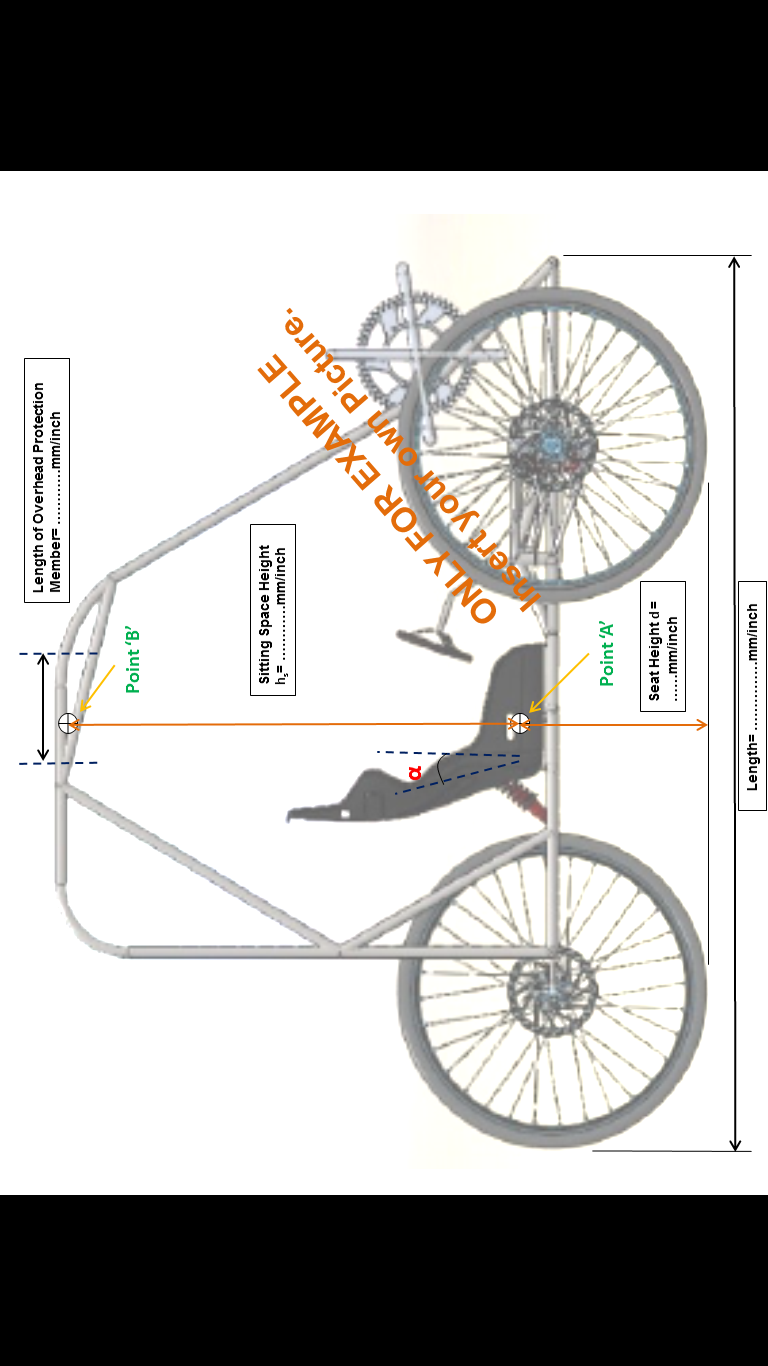 Length of Overhead Protection
Member= ............mm/inch
Point ‘B’
Sitting Space Height
hs= ............mm/inch
ONLY FOR EXAMPLE
Insert your own Picture.
α
Point ‘A’
Seat Height d =
......mm/inch
Length= ..................mm/inch